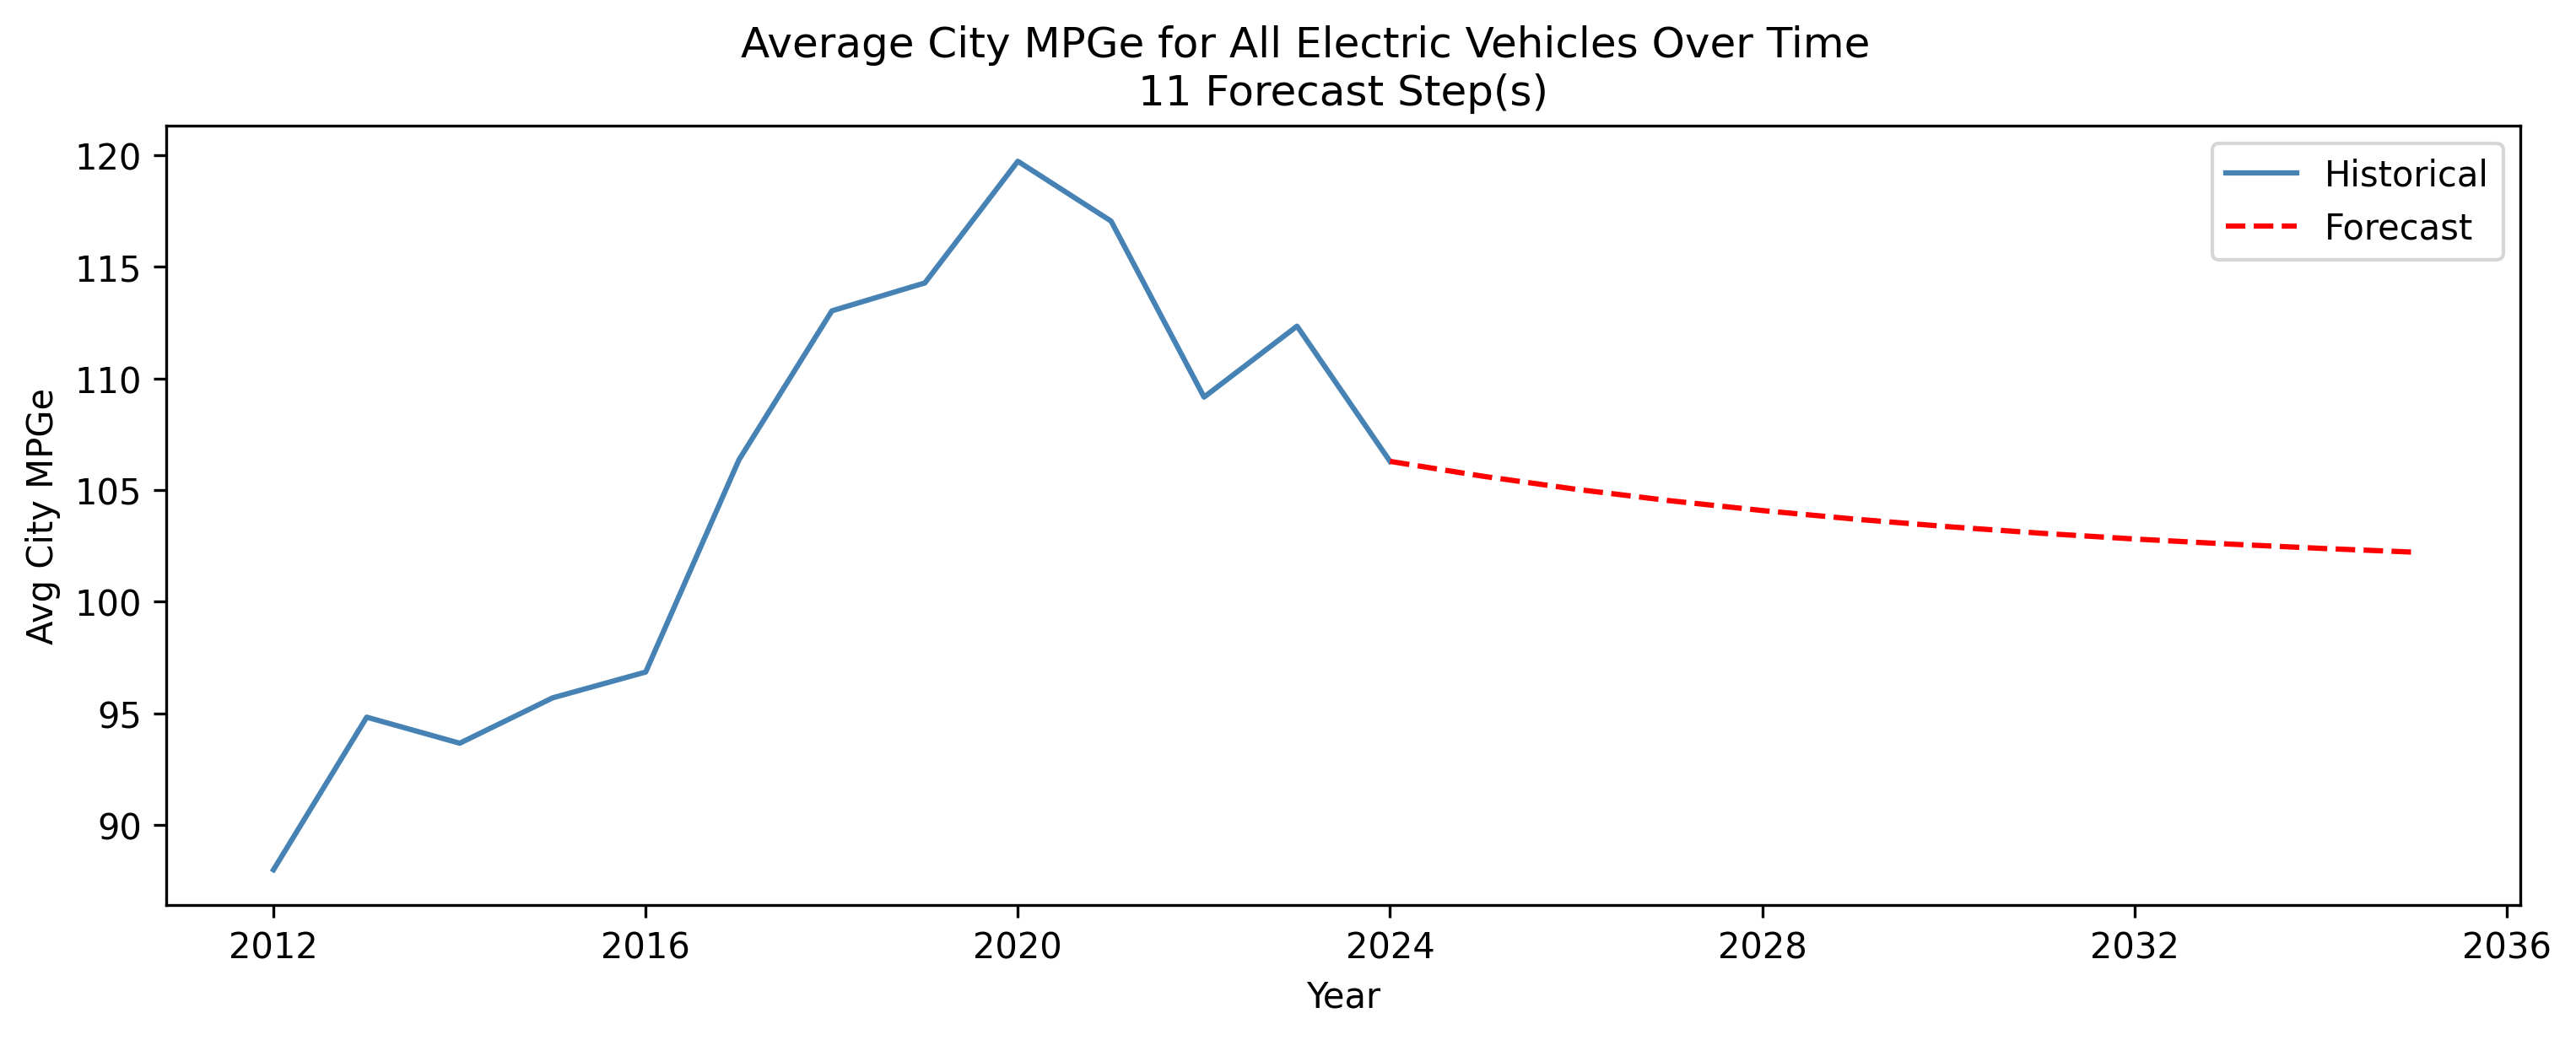 Average City MPGe for All Electric Vehicles Over Time
11 Forecast Step(s)
120
115
110
105
100
95
90
Avg City MPGe
Historical
Forecast
2012
2016
2020
2024
2028
2032
2036
Year